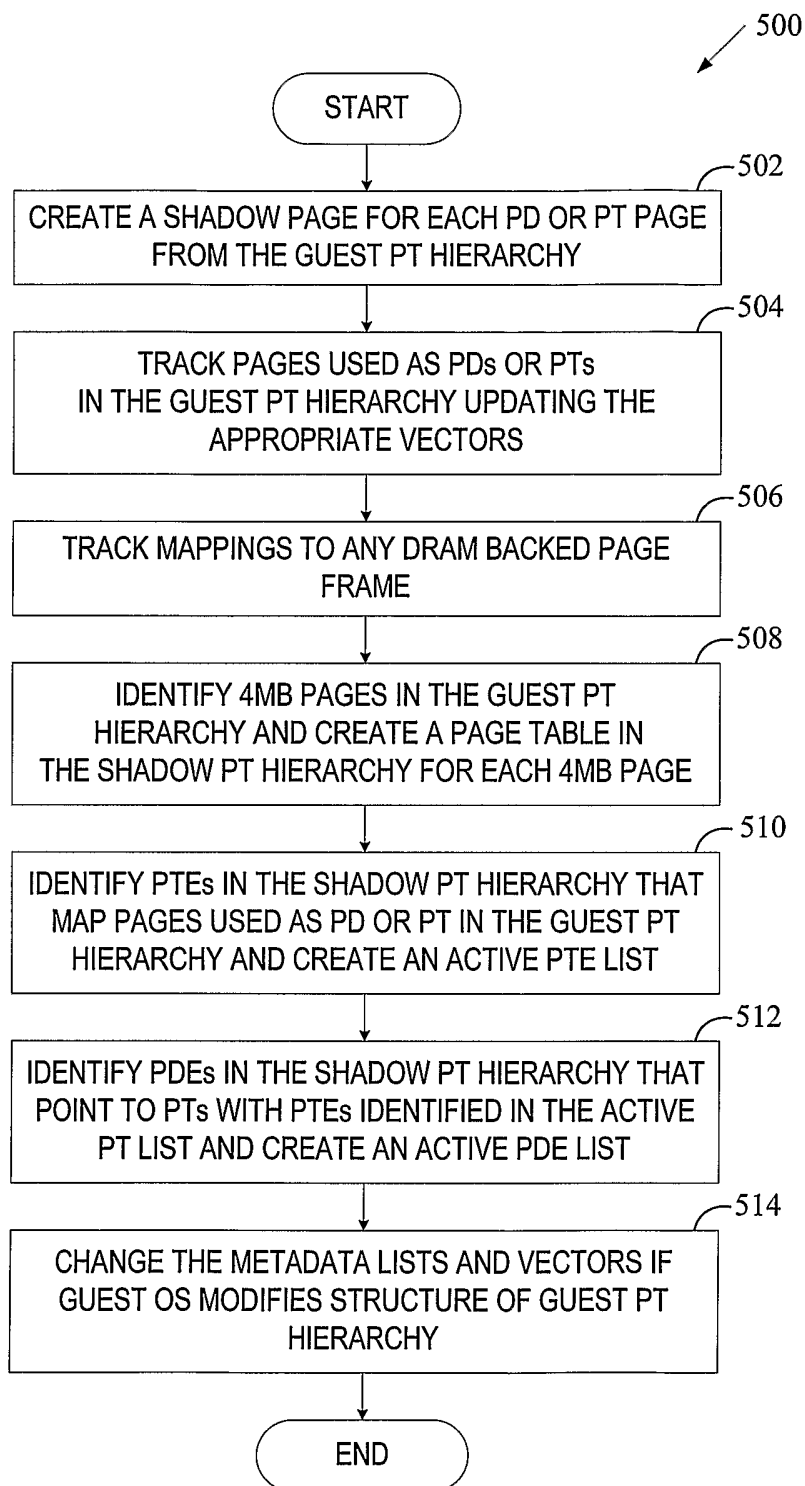 500
START
502
CREATE A SHADOW PAGE FOR EACH PD OR PT PAGE
FROM THE GUEST PT HIERARCHY
504
TRACK PAGES USED AS PDs OR PTs
IN THE GUEST PT HIERARCHY UPDATING THE
APPROPRIATE VECTORS
506
TRACK MAPPINGS TO ANY DRAM BACKED PAGE
FRAME
508
IDENTIFY 4MB PAGES IN THE GUEST PT
HIERARCHY AND CREATE A PAGE TABLE IN
THE SHADOW PT HIERARCHY FOR EACH 4MB PAGE
510
IDENTIFY PTEs IN THE SHADOW PT HIERARCHY THAT
MAP PAGES USED AS PD OR PT IN THE GUEST PT
HIERARCHY AND CREATE AN ACTIVE PTE LIST
512
IDENTIFY PDEs IN THE SHADOW PT HIERARCHY THAT
POINT TO PTs WITH PTEs IDENTIFIED IN THE ACTIVE
PT LIST AND CREATE AN ACTIVE PDE LIST
514
CHANGE THE METADATA LISTS AND VECTORS IF
GUEST OS MODIFIES STRUCTURE OF GUEST PT
HIERARCHY
END